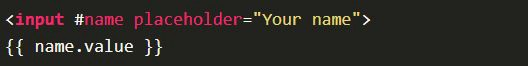 <input #name placeholder="Your name">
{{ name.value }}